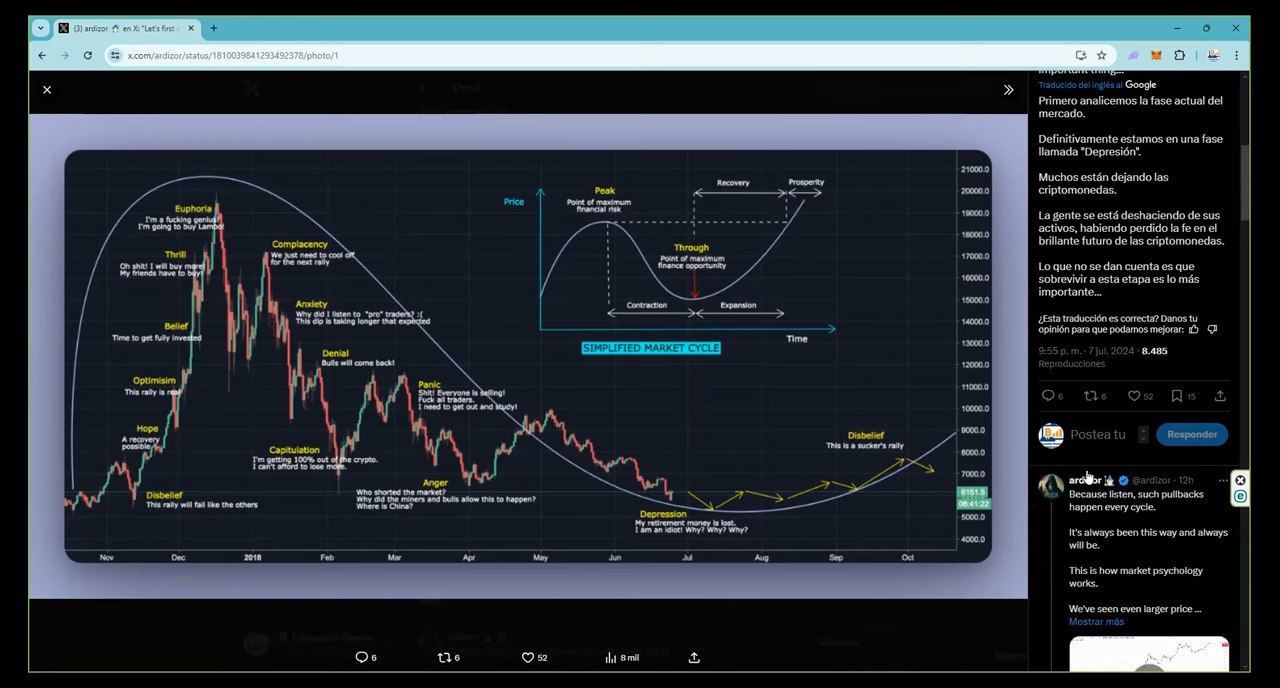 (3) ardizor en X: "Let's first
x.com/ardizor/status/1810039841293492378/photo/1
Post
Price
Peak
Point of maximum
financial risk
Recovery
Prosperity
Through
Point of maximum
finance opportunity
Contraction
Expansion
Time
SIMPLIFIED MARKET CYCLE
Euphoria
I'm a fucking genius!
I'm going to buy Lambo!
Thrill
Oh shit! I will buy more!
My friends have to buy!
Belief
Time to get fully invested
Optimisim
This rally is real!
Hope
A recovery
possible
Disbelief
This rally will fail like the others
Complacency
We just need to cool off
for the next rally
Anxiety
Why did I listen to "pro" traders? :(
This dip is taking longer that expected
Denial
Bulls will come back!
Panic
Shit! Everyone is selling!
Fuck all traders.
I need to get out and study!
Capitulation
I'm getting 100% out of the crypto.
I can't afford to lose more.
Anger
Who shorted the market?
Why did the miners and bulls allow this to happen?
Where is China?
Depression
My retirement money is lost.
I am an idiot! Why? Why? Why?
Disbelief
This is a sucker's rally
21000.0
20000.0
19000.0
18000.0
17000.0
16000.0
15000.0
14000.0
13000.0
12000.0
11000.0
10000.0
9000.0
8000.0
7000.0
6151.5
08:41:22
5000.0
4000.0
Nov Dec 2018 Feb Mar Apr May Jun Jul Aug Sep Oct
6 6 52 8 mil
important thing...
Traducido del inglés al Google
Primero analicemos la fase actual del
mercado.
Definitivamente estamos en una fase
llamada "Depresión".
Muchos están dejando las
criptomonedas.
La gente se está deshaciendo de sus
activos, habiendo perdido la fe en el
brillante futuro de las criptomonedas.
Lo que no se dan cuenta es que
sobrevivir a esta etapa es lo más
importante...
¿Esta traducción es correcta? Danos tu
opinión para que podamos mejorar:
9:55 p. m. · 7 jul. 2024 · 8.485
Reproducciones
6 6 52 15
Postea tu
Responder
ardizor @ardizor · 12h
Because listen, such pullbacks
happen every cycle.
It's always been this way and always
will be.
This is how market psychology
works.
We've seen even larger price ...
Mostrar más